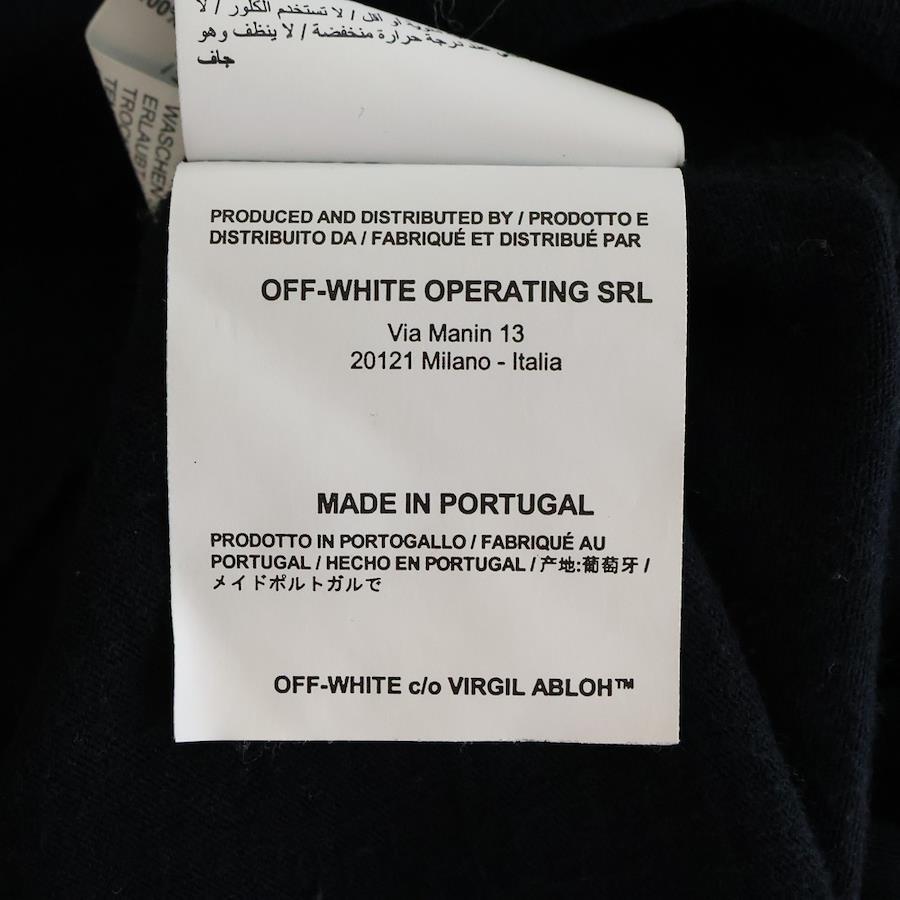 لا تستخدم الكلور / لا
درجة حرارة منخفضة / لا ينظف وهو
جاف
WASCHEN
ERLAUBT
PRODUCED AND DISTRIBUTED BY / PRODOTTO E
DISTRIBUITO DA / FABRIQUÉ ET DISTRIBUÉ PAR
OFF-WHITE OPERATING SRL
Via Manin 13
20121 Milano - Italia
MADE IN PORTUGAL
PRODOTTO IN PORTOGALLO / FABRIQUÉ AU
PORTUGAL / HECHO EN PORTUGAL / 产地:葡萄牙 /
メイドポルトガルで
OFF-WHITE c/o VIRGIL ABLOH™